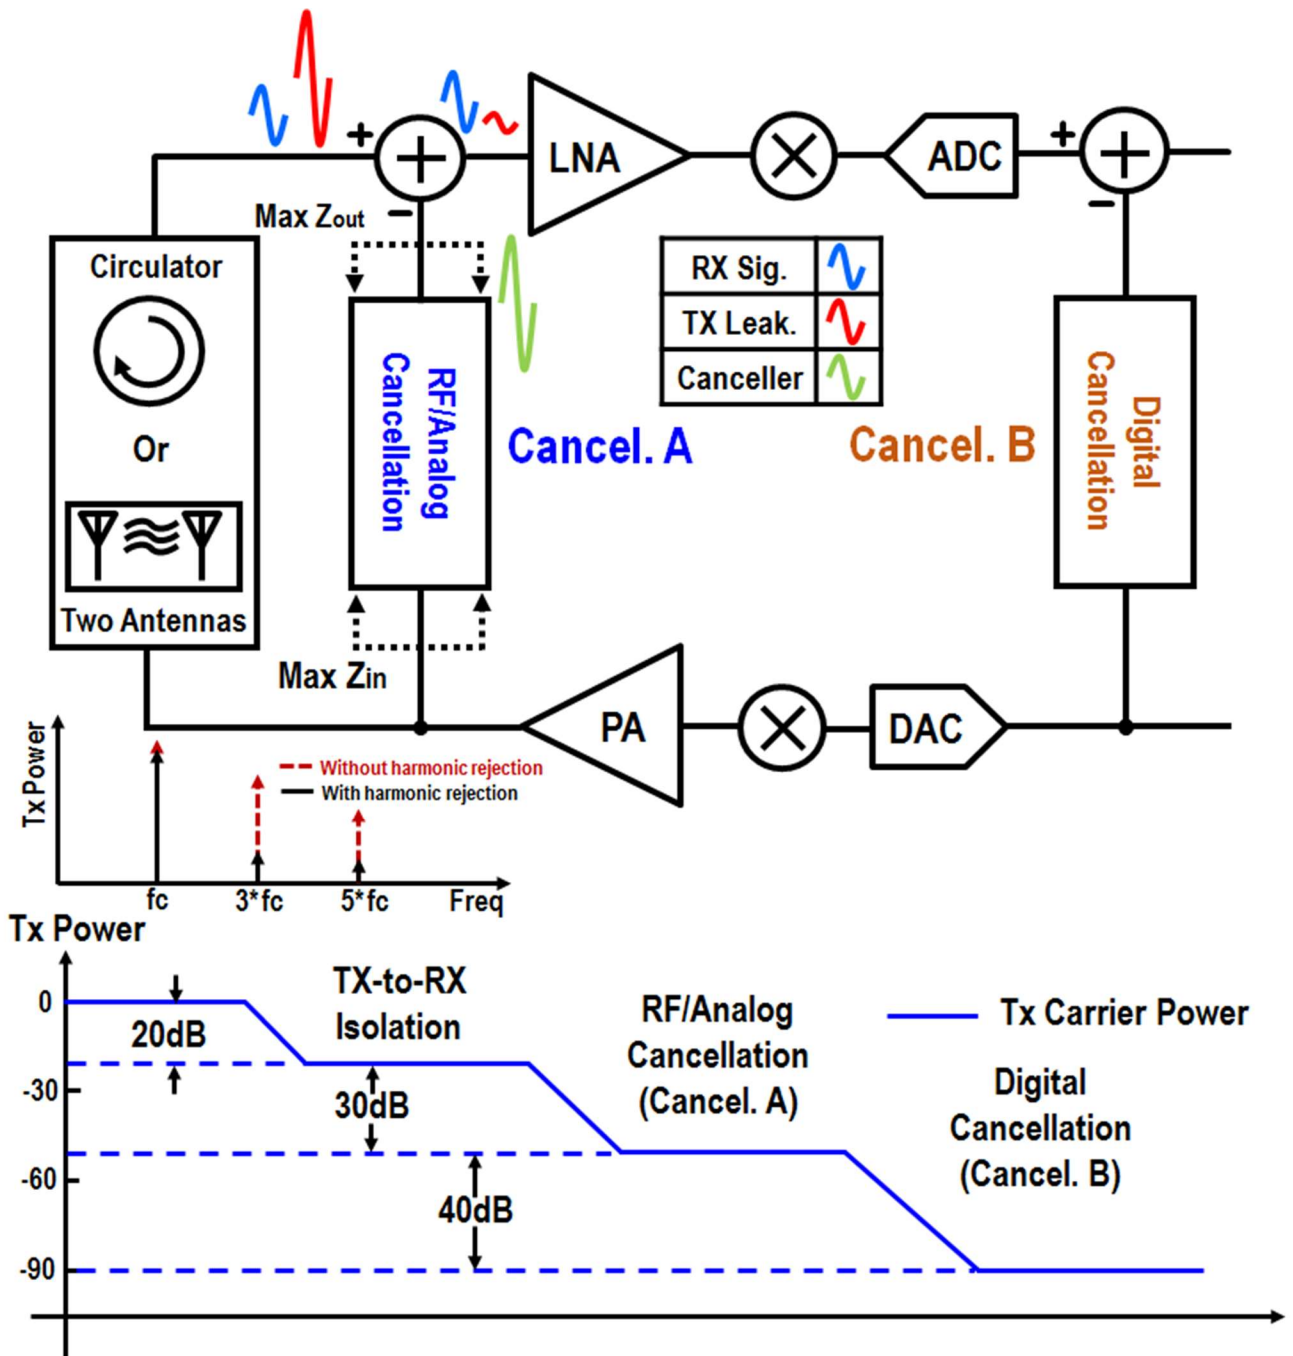 +
LNA
ADC
+
−
−
Max Zout
Circulator
Or
Two Antennas
RF/Analog
Cancellation
Cancel. A
RX Sig.
TX Leak.
Canceller
Cancel. B
Digital
Cancellation
Max Zin
PA
DAC
Tx Power
Without harmonic rejection
With harmonic rejection
fc
3*fc
5*fc
Freq
Tx Power
0
-30
-60
-90
20dB
TX-to-RX
Isolation
30dB
40dB
RF/Analog
Cancellation
(Cancel. A)
Tx Carrier Power
Digital
Cancellation
(Cancel. B)